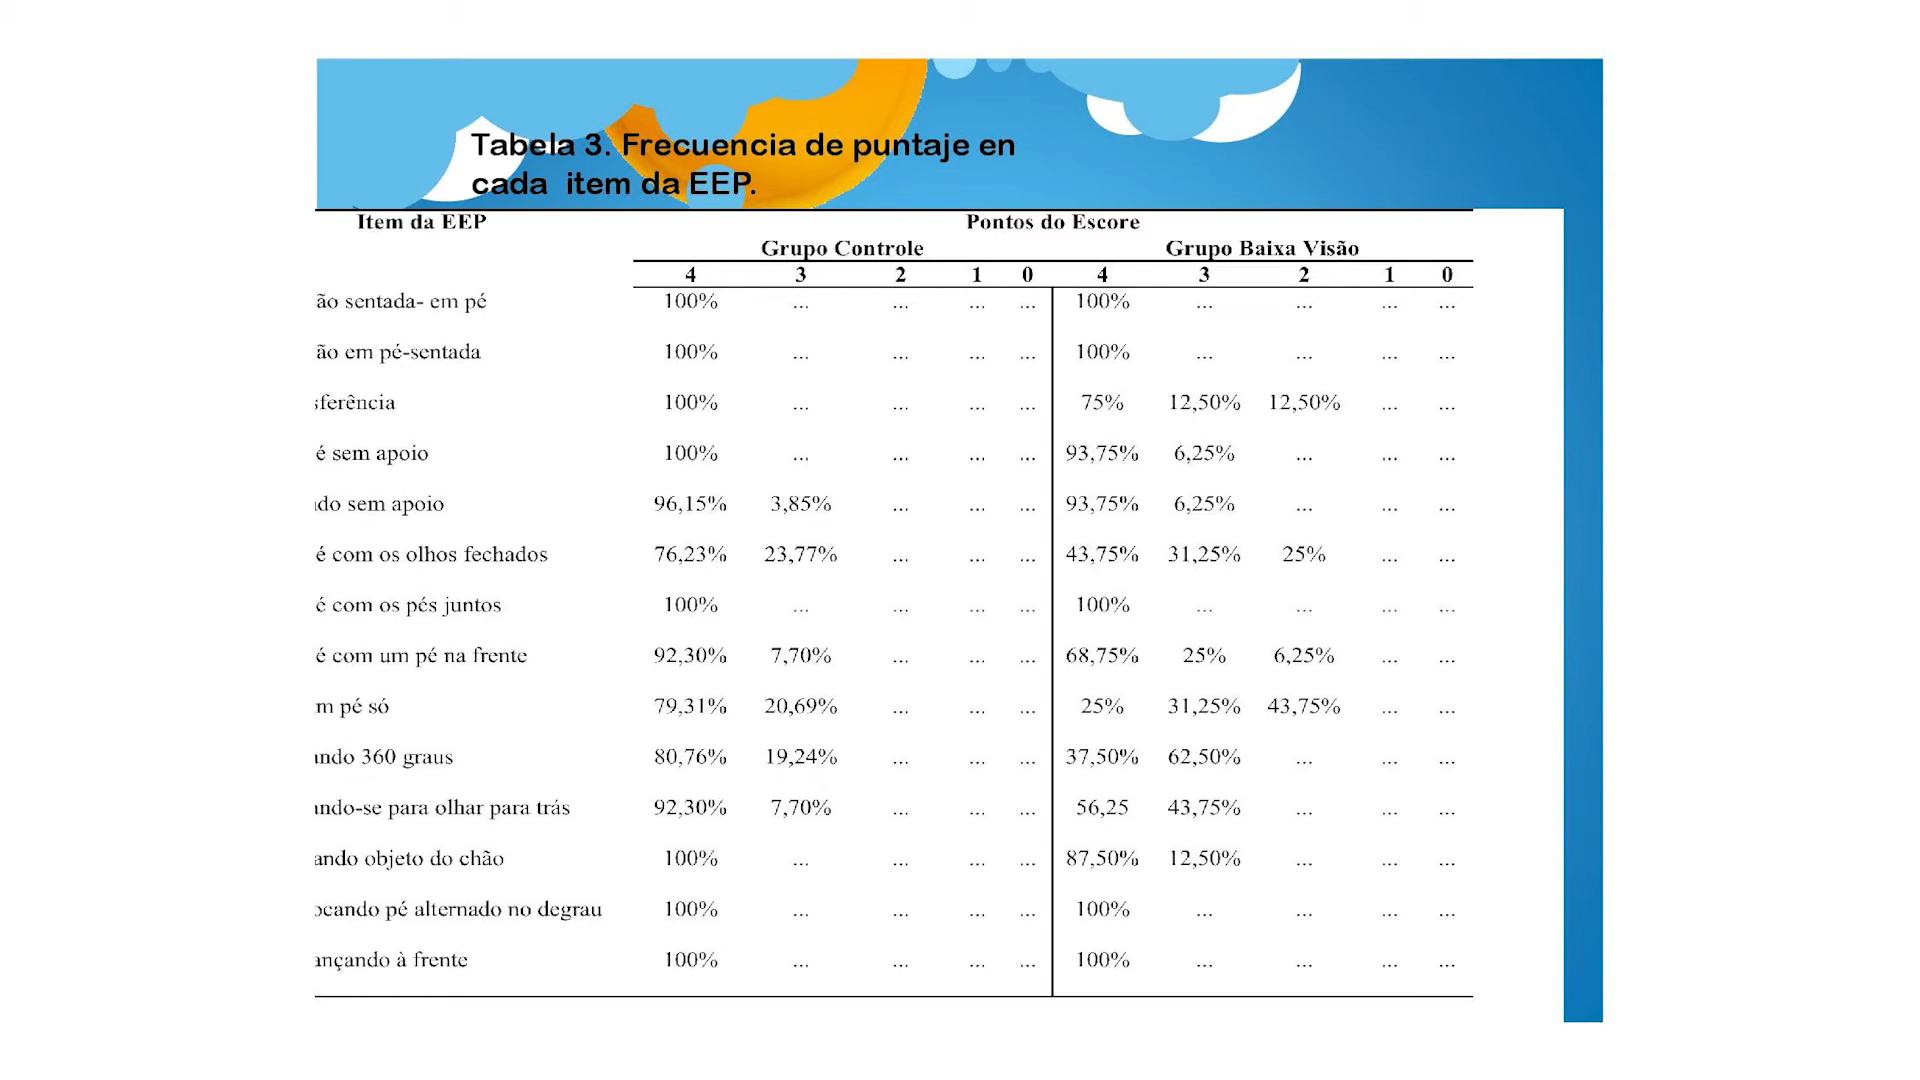 Tabela 3. Frecuencia de puntaje en
cada item da EEP.
Item da EEP Pontos do Escore
Grupo Controle Grupo Baixa Visão
4 3 2 1 0 4 3 2 1 0
ão sentada- em pé 100% ... ... ... ... 100% ... ... ... ...
ão em pé-sentada 100% ... ... ... ... 100% ... ... ... ...
sferência 100% ... ... ... ... 75% 12,50% 12,50% ... ...
é sem apoio 100% ... ... ... ... 93,75% 6,25% ... ... ...
ado sem apoio 96,15% 3,85% ... ... ... 93,75% 6,25% ... ... ...
é com os olhos fechados 76,23% 23,77% ... ... ... 43,75% 31,25% 25% ... ...
é com os pés juntos 100% ... ... ... ... 100% ... ... ... ...
é com um pé na frente 92,30% 7,70% ... ... ... 68,75% 25% 6,25% ... ...
m pé só 79,31% 20,69% ... ... ... 25% 31,25% 43,75% ... ...
ando 360 graus 80,76% 19,24% ... ... ... 37,50% 62,50% ... ... ...
ando-se para olhar para trás 92,30% 7,70% ... ... ... 56,25 43,75% ... ... ...
ando objeto do chão 100% ... ... ... ... 87,50% 12,50% ... ... ...
ocando pé alternado no degrau 100% ... ... ... ... 100% ... ... ... ...
ançando à frente 100% ... ... ... ... 100% ... ... ... ...